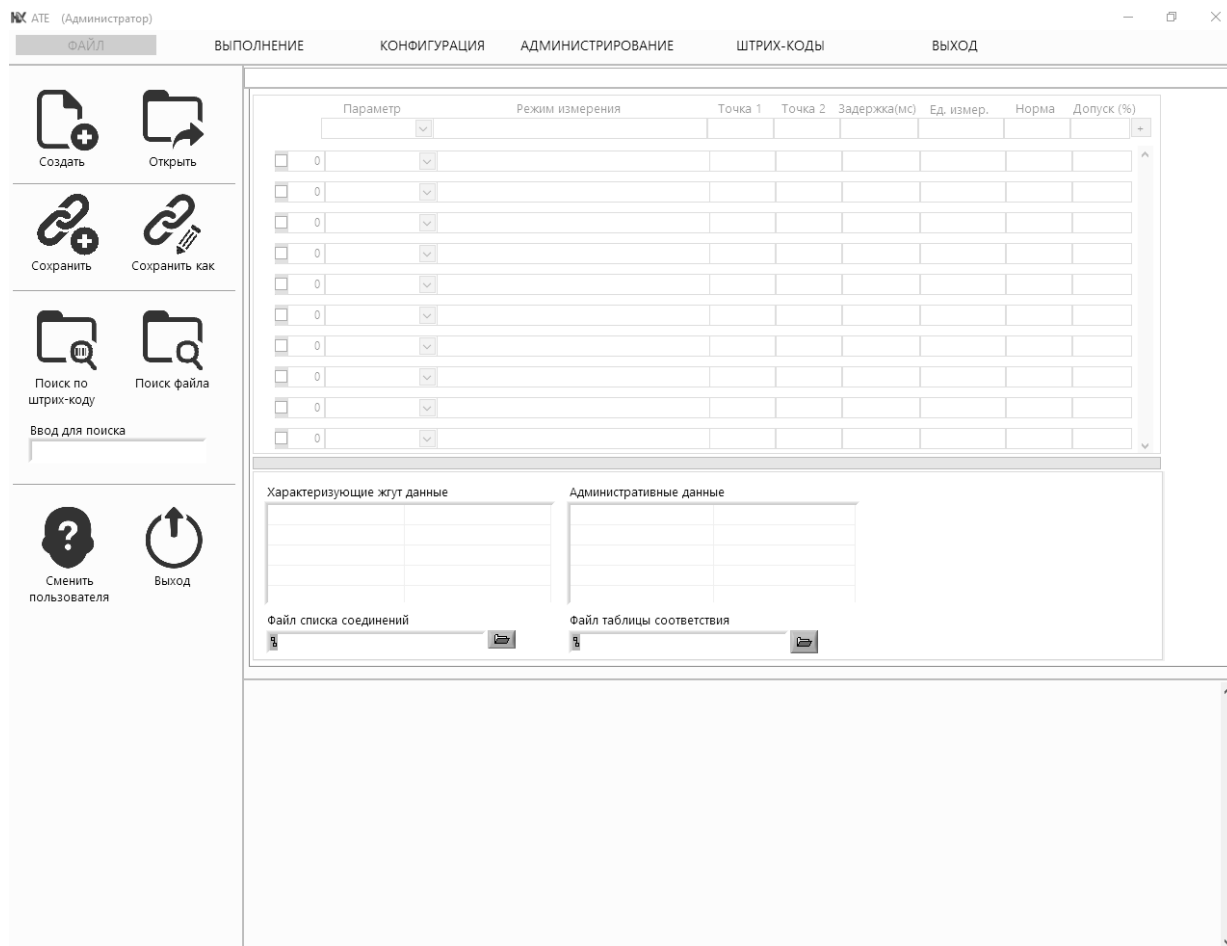 NX ATE (Администратор)
ФАЙЛ ВЫПОЛНЕНИЕ КОНФИГУРАЦИЯ АДМИНИСТРИРОВАНИЕ ШТРИХ-КОДЫ ВЫХОД
Создать Открыть
Сохранить Сохранить как
Поиск по штрих-коду
Поиск файла
Ввод для поиска
Сменить пользователя
Выход
Параметр Режим измерения Точка 1 Точка 2 Задержка(мс) Ед. измер. Норма Допуск (%)
+
0
0
0
0
0
0
0
0
0
0
Характеризующие жгут данные Административные данные
Файл списка соединений Файл таблицы соответствия